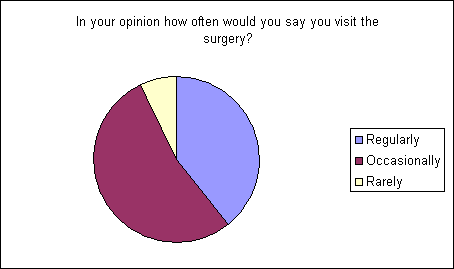 In your opinion how often would you say you visit the
surgery?
Regularly
Occasionally
Rarely